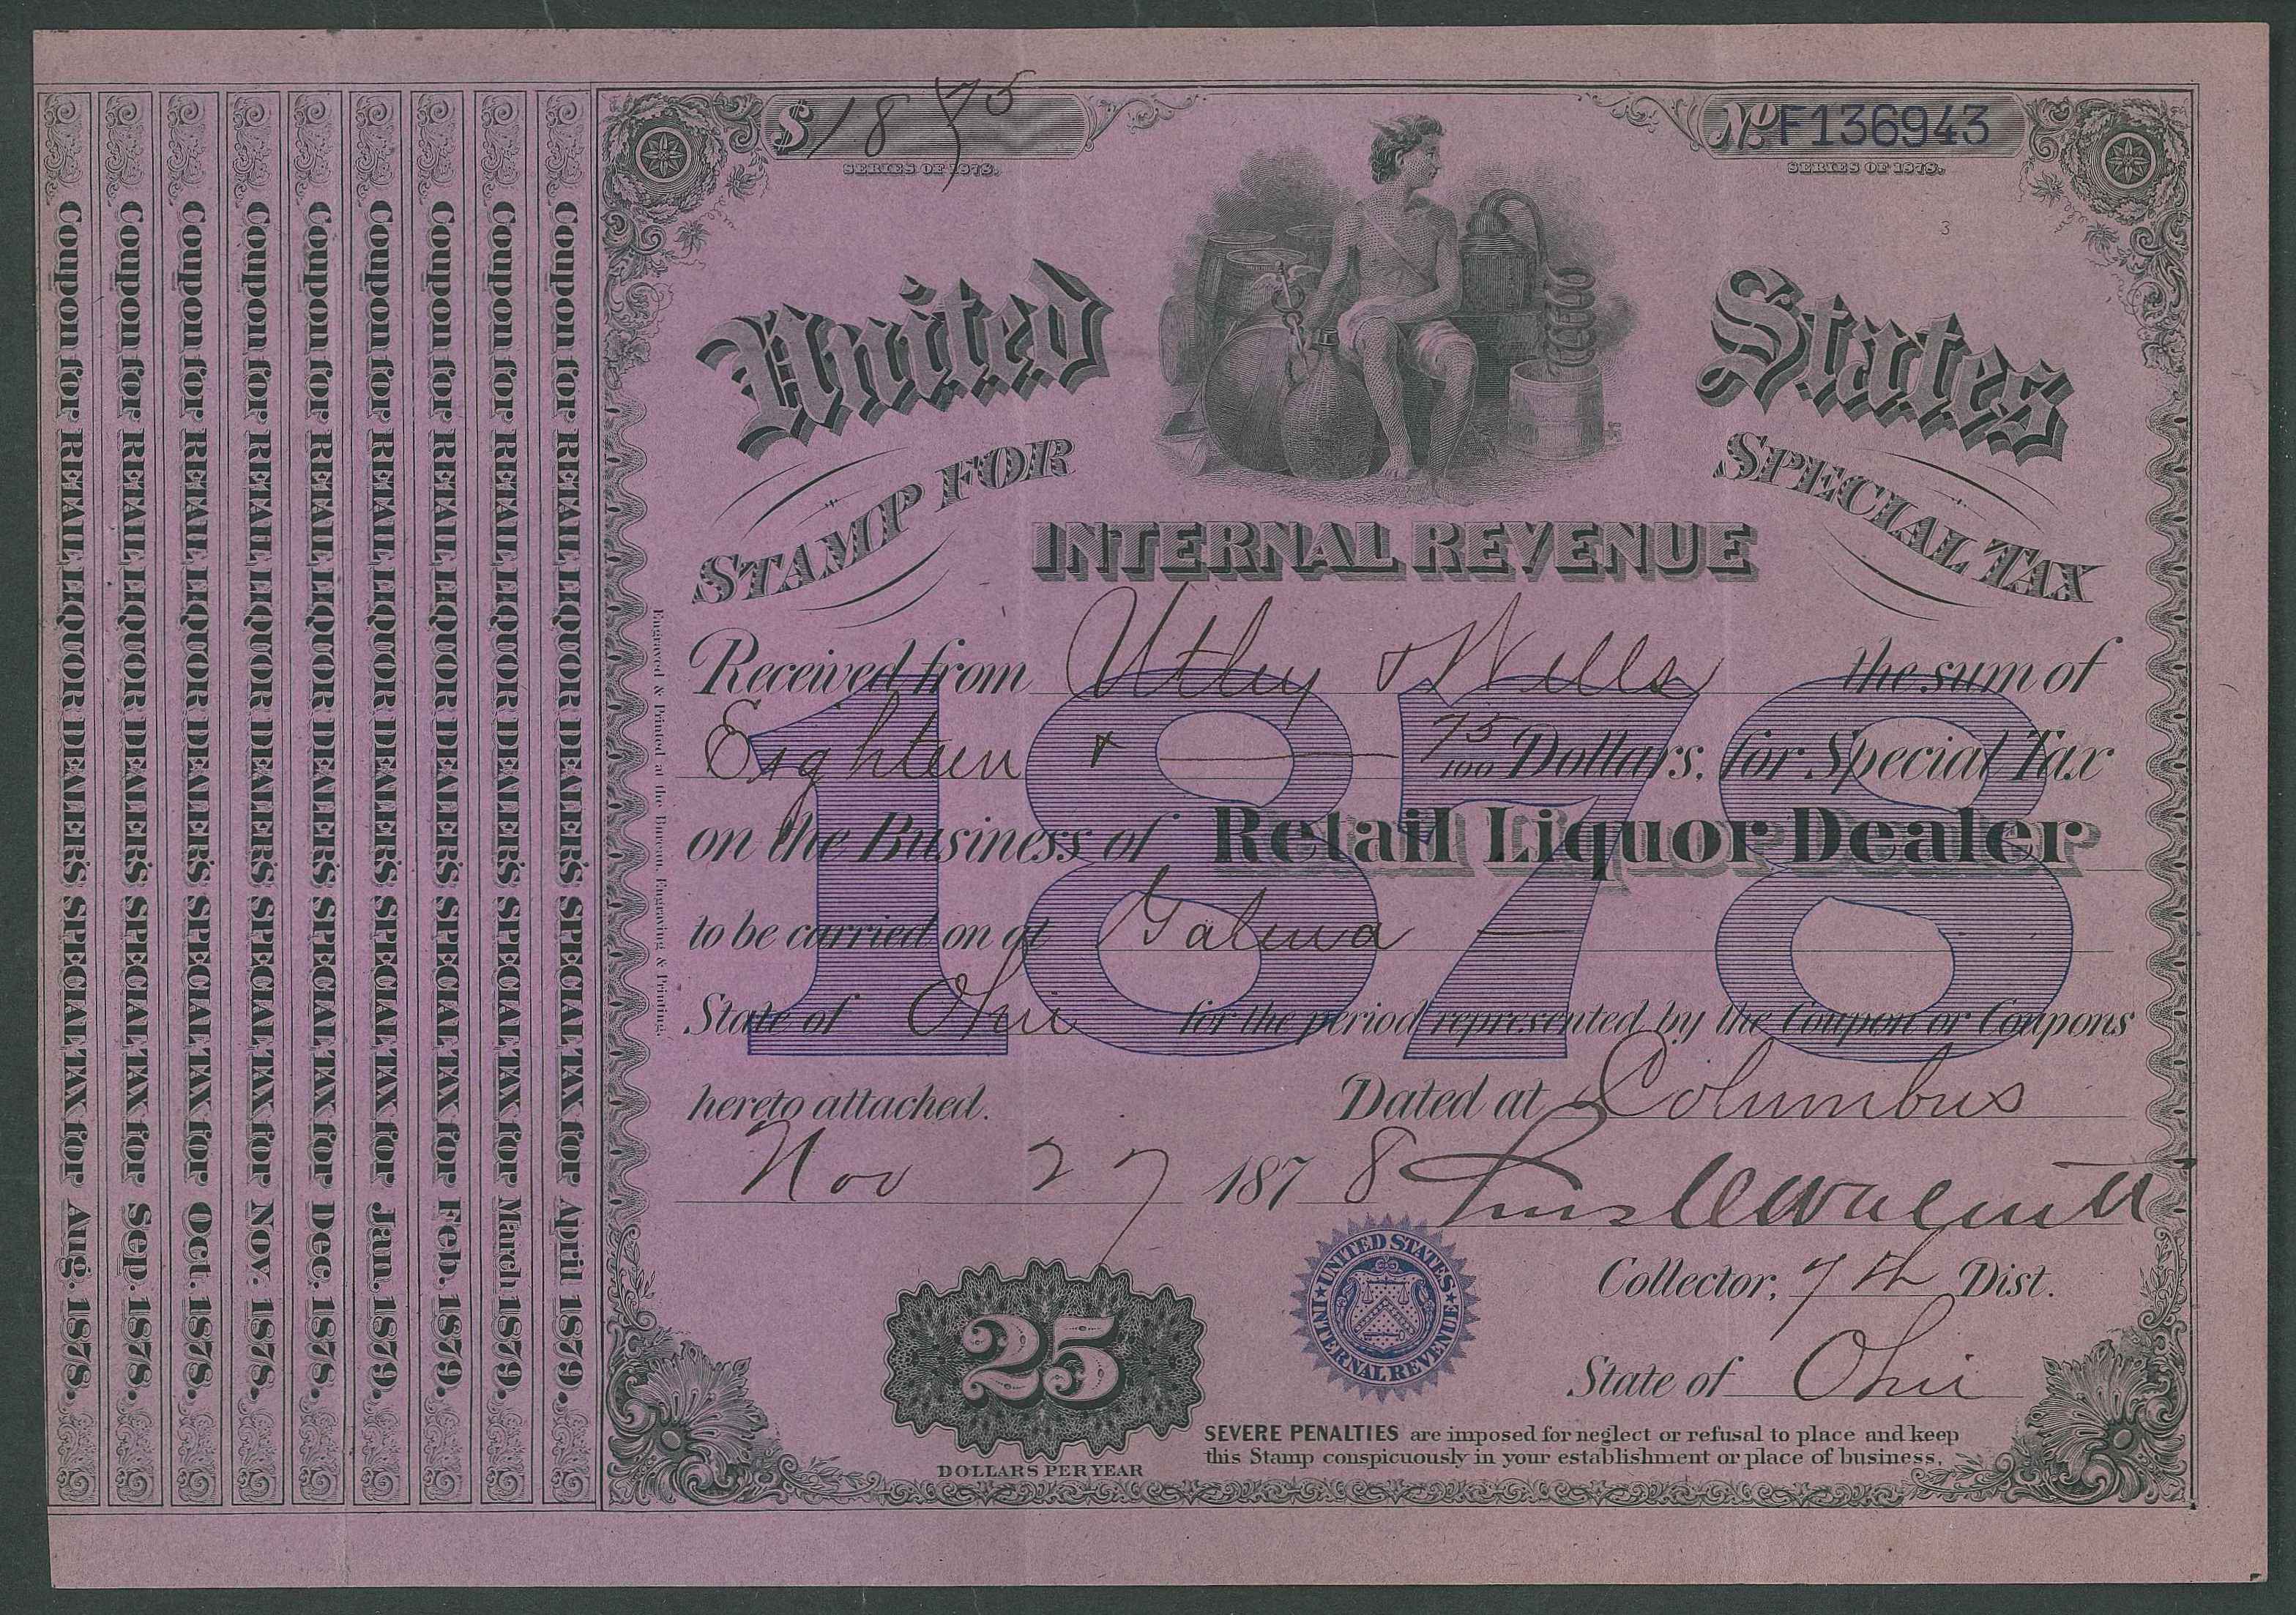 Coupon for RETAIL LIQUOR DEALER'S SPECIAL TAX for Aug. 1878.
Coupon for RETAIL LIQUOR DEALER'S SPECIAL TAX for Sep. 1878.
Coupon for RETAIL LIQUOR DEALER'S SPECIAL TAX for Oct. 1878.
Coupon for RETAIL LIQUOR DEALER'S SPECIAL TAX for Nov. 1878.
Coupon for RETAIL LIQUOR DEALER'S SPECIAL TAX for Dec. 1878.
Coupon for RETAIL LIQUOR DEALER'S SPECIAL TAX for Jan. 1879.
Coupon for RETAIL LIQUOR DEALER'S SPECIAL TAX for Feb. 1879.
Coupon for RETAIL LIQUOR DEALER'S SPECIAL TAX for March 1879.
Coupon for RETAIL LIQUOR DEALER'S SPECIAL TAX for April 1879.
$18 75
SERIES OF 1878.
No F136943
SERIES OF 1878.
3
United States
STAMP FOR SPECIAL TAX
INTERNAL REVENUE
Engraved & Printed at the Bureau, Engraving & Printing.
Received from Utley & Wells the sum of
Eighteen & 75/100 Dollars, for Special Tax
on the Business of Retail Liquor Dealer
to be carried on at Galena
State of Ohio for the period represented by the Coupon or Coupons
hereto attached. Dated at Columbus
1878
Nov 27 1878
UNITED STATES INTERNAL REVENUE
Collector, 7th Dist.
State of Ohio
25
DOLLARS PER YEAR
SEVERE PENALTIES are imposed for neglect or refusal to place and keep
this Stamp conspicuously in your establishment or place of business.